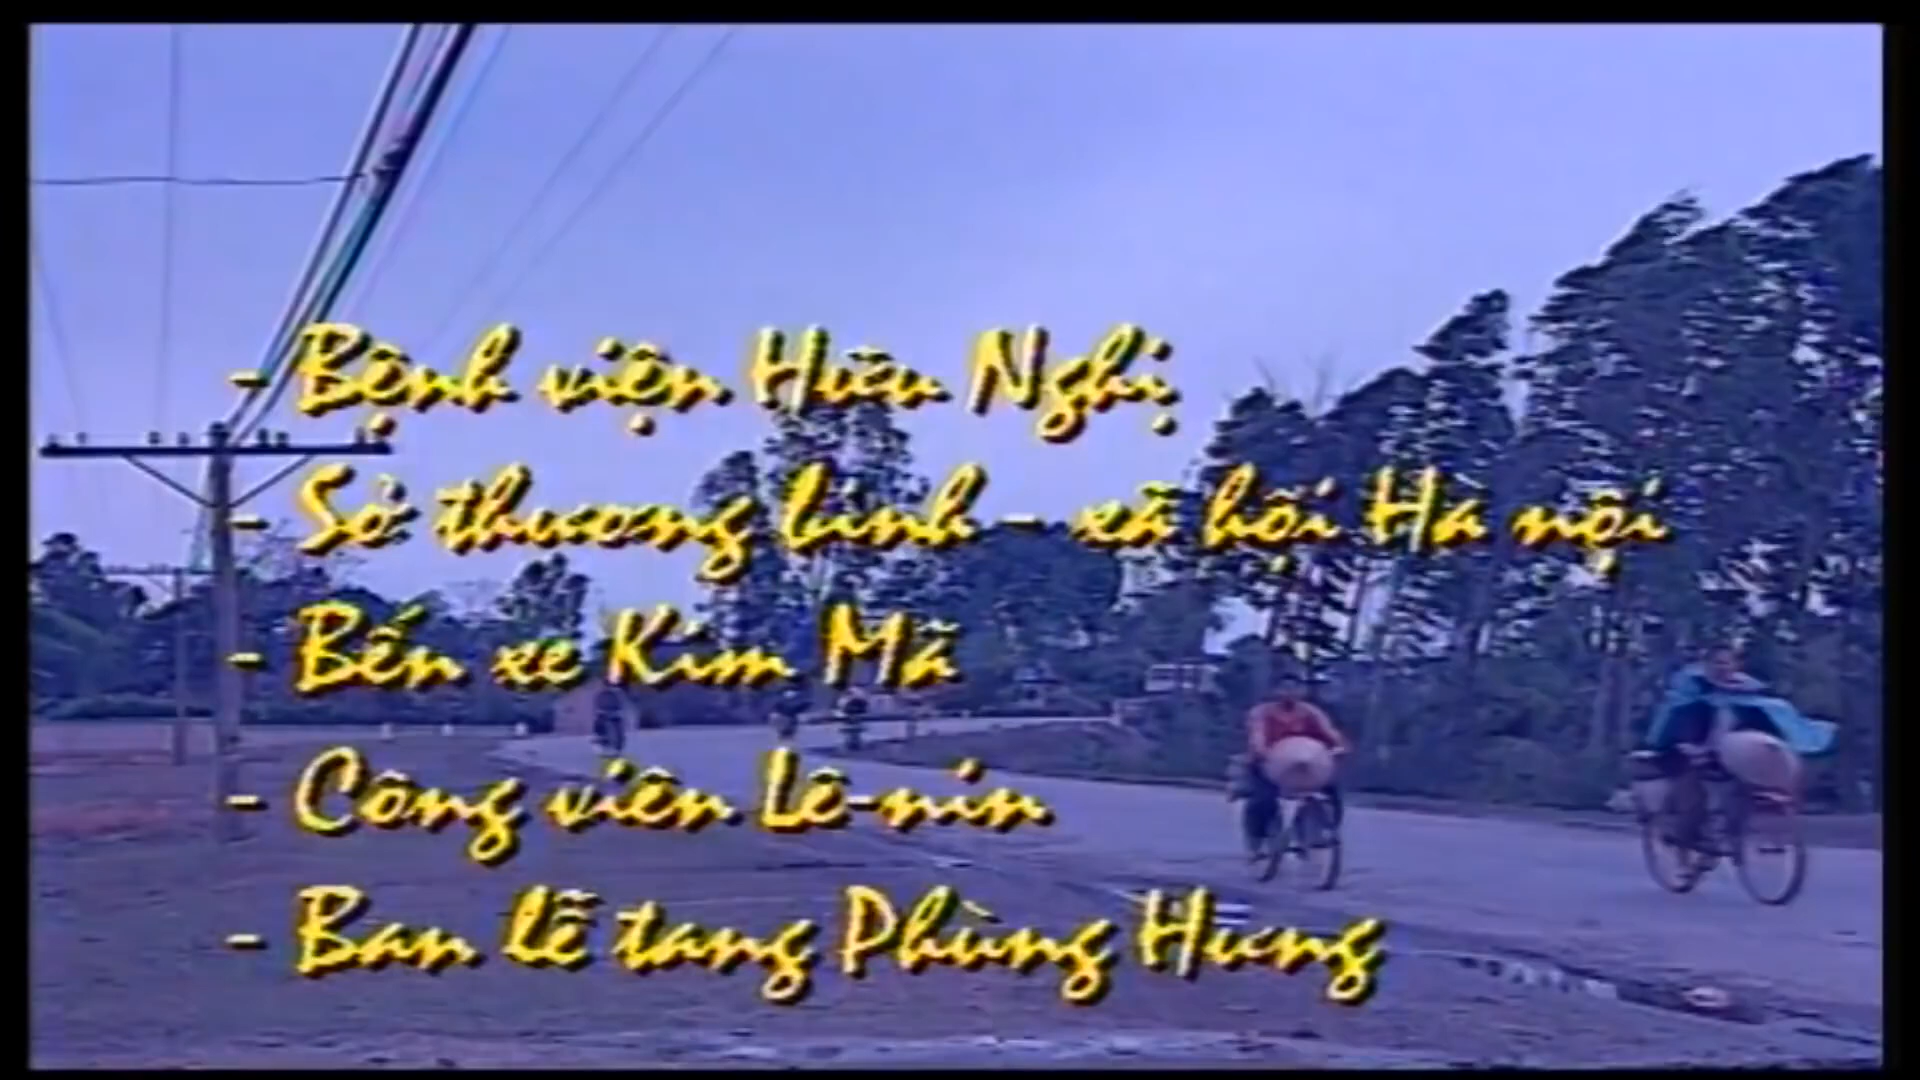 - Bệnh viện Hữu Nghị
- Sở thương binh - xã hội Hà nội
- Bến xe Kim Mã
- Công viên Lê-nin
- Ban lễ tang Phùng Hưng